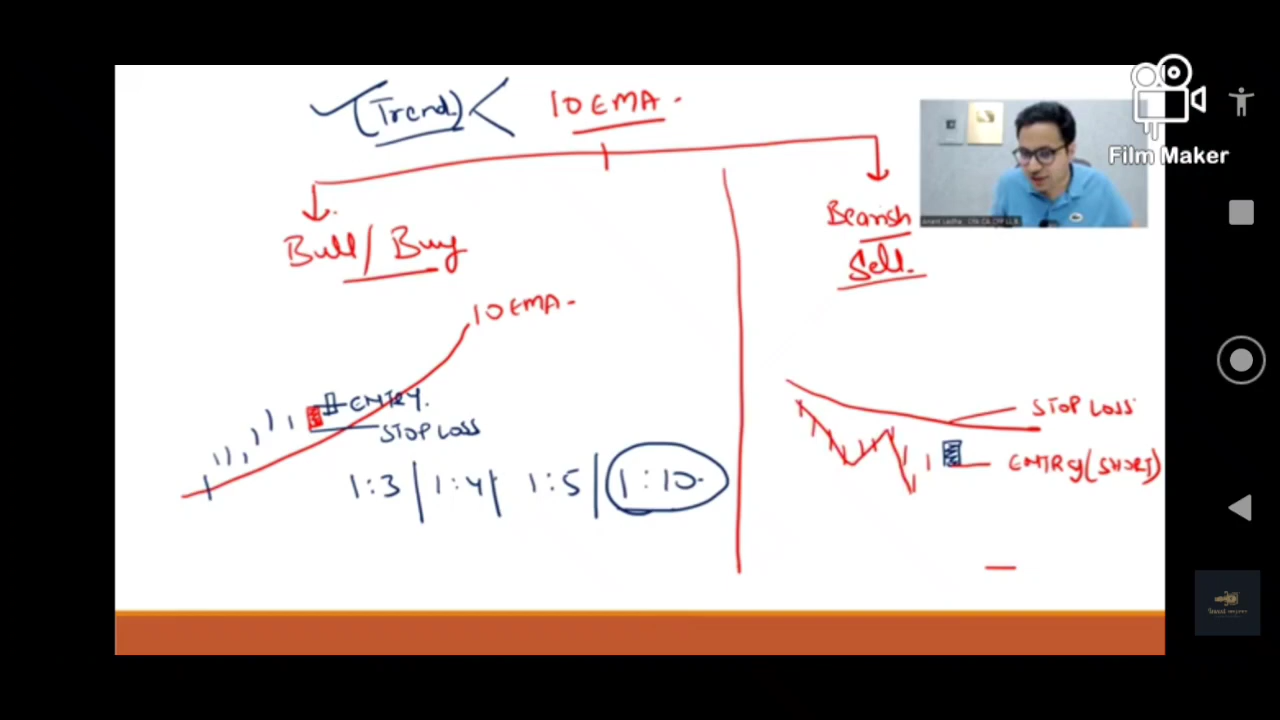 (Trend) 10 EMA.
Film Maker
Bull/Buy
Bearish
Sell.
10 EMA.
ENTRY.
STOP LOSS
1:3 | 1:4 | 1:5 | 1:10.
STOP LOSS
ENTRY (SHORT)